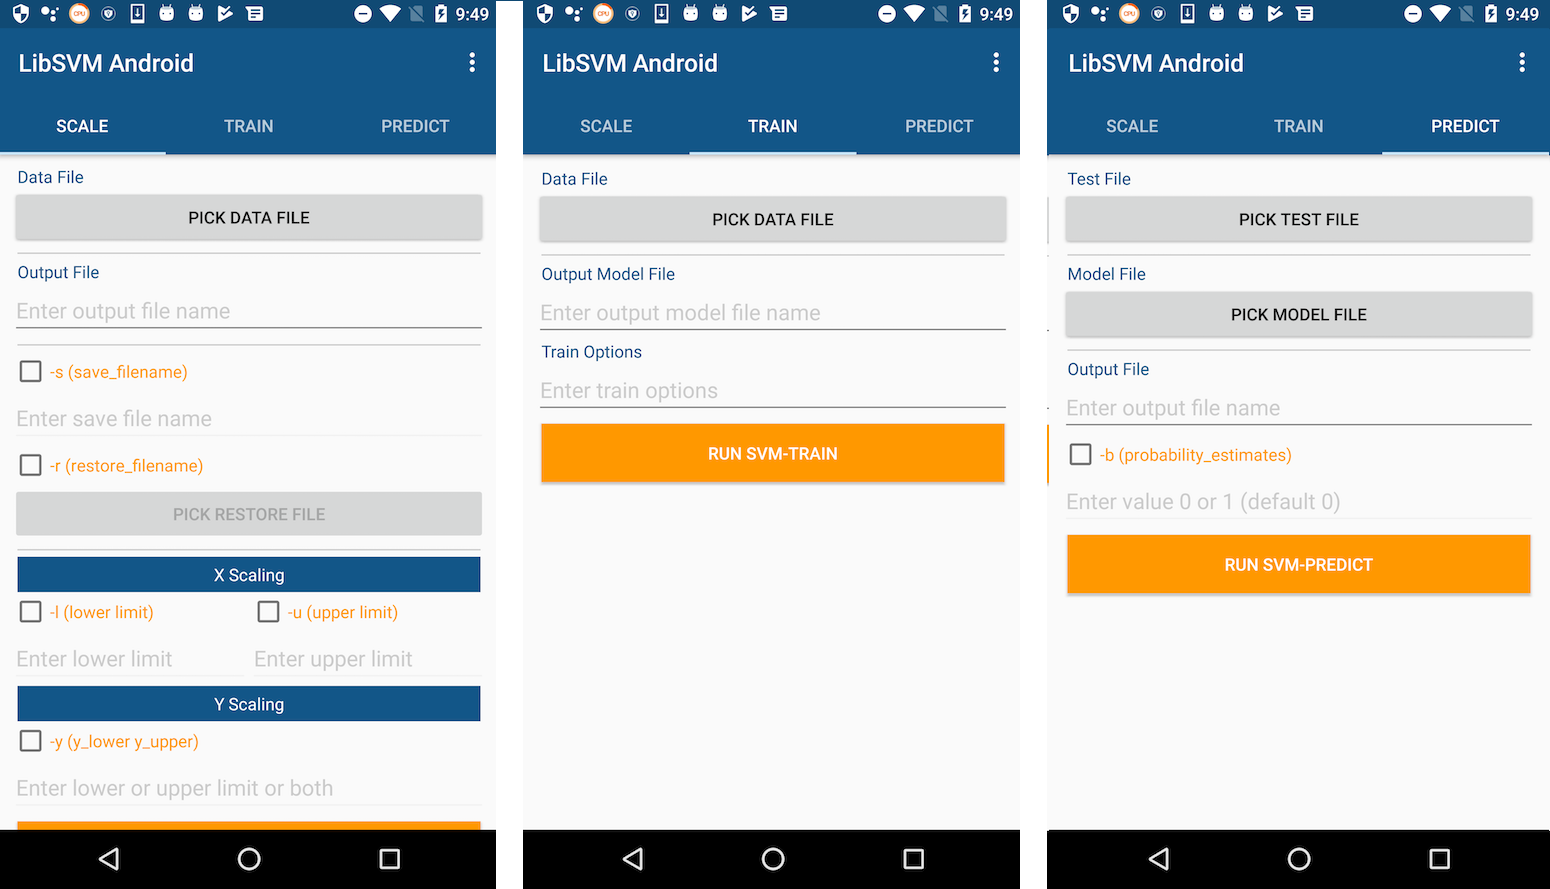 9:49
LibSVM Android
SCALE TRAIN PREDICT
Data File
PICK DATA FILE
Output File
Enter output file name
-s (save_filename)
Enter save file name
-r (restore_filename)
PICK RESTORE FILE
X Scaling
-l (lower limit) -u (upper limit)
Enter lower limit Enter upper limit
Y Scaling
-y (y_lower y_upper)
Enter lower or upper limit or both
9:49
LibSVM Android
SCALE TRAIN PREDICT
Data File
PICK DATA FILE
Output Model File
Enter output model file name
Train Options
Enter train options
RUN SVM-TRAIN
9:49
LibSVM Android
SCALE TRAIN PREDICT
Test File
PICK TEST FILE
Model File
PICK MODEL FILE
Output File
Enter output file name
-b (probability_estimates)
Enter value 0 or 1 (default 0)
RUN SVM-PREDICT